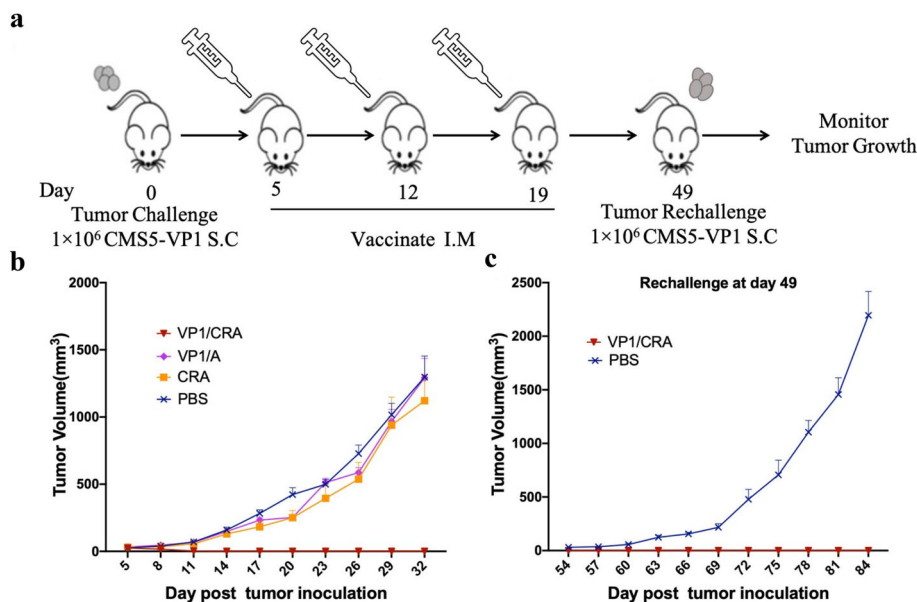 a
Day 0 5 12 19 49
Tumor Challenge
1×10⁶ CMS5-VP1 S.C
Vaccinate I.M
Tumor Rechallenge
1×10⁶ CMS5-VP1 S.C
Monitor
Tumor Growth
b
2000
1500
1000
500
0
Tumor Volume(mm³)
VP1/CRA
VP1/A
CRA
PBS
5 8 11 14 17 20 23 26 29 32
Day post tumor inoculation
c
Rechallenge at day 49
2500
2000
1500
1000
500
0
Tumor Volume(mm³)
VP1/CRA
PBS
54 57 60 63 66 69 72 75 78 81 84
Day post tumor inoculation